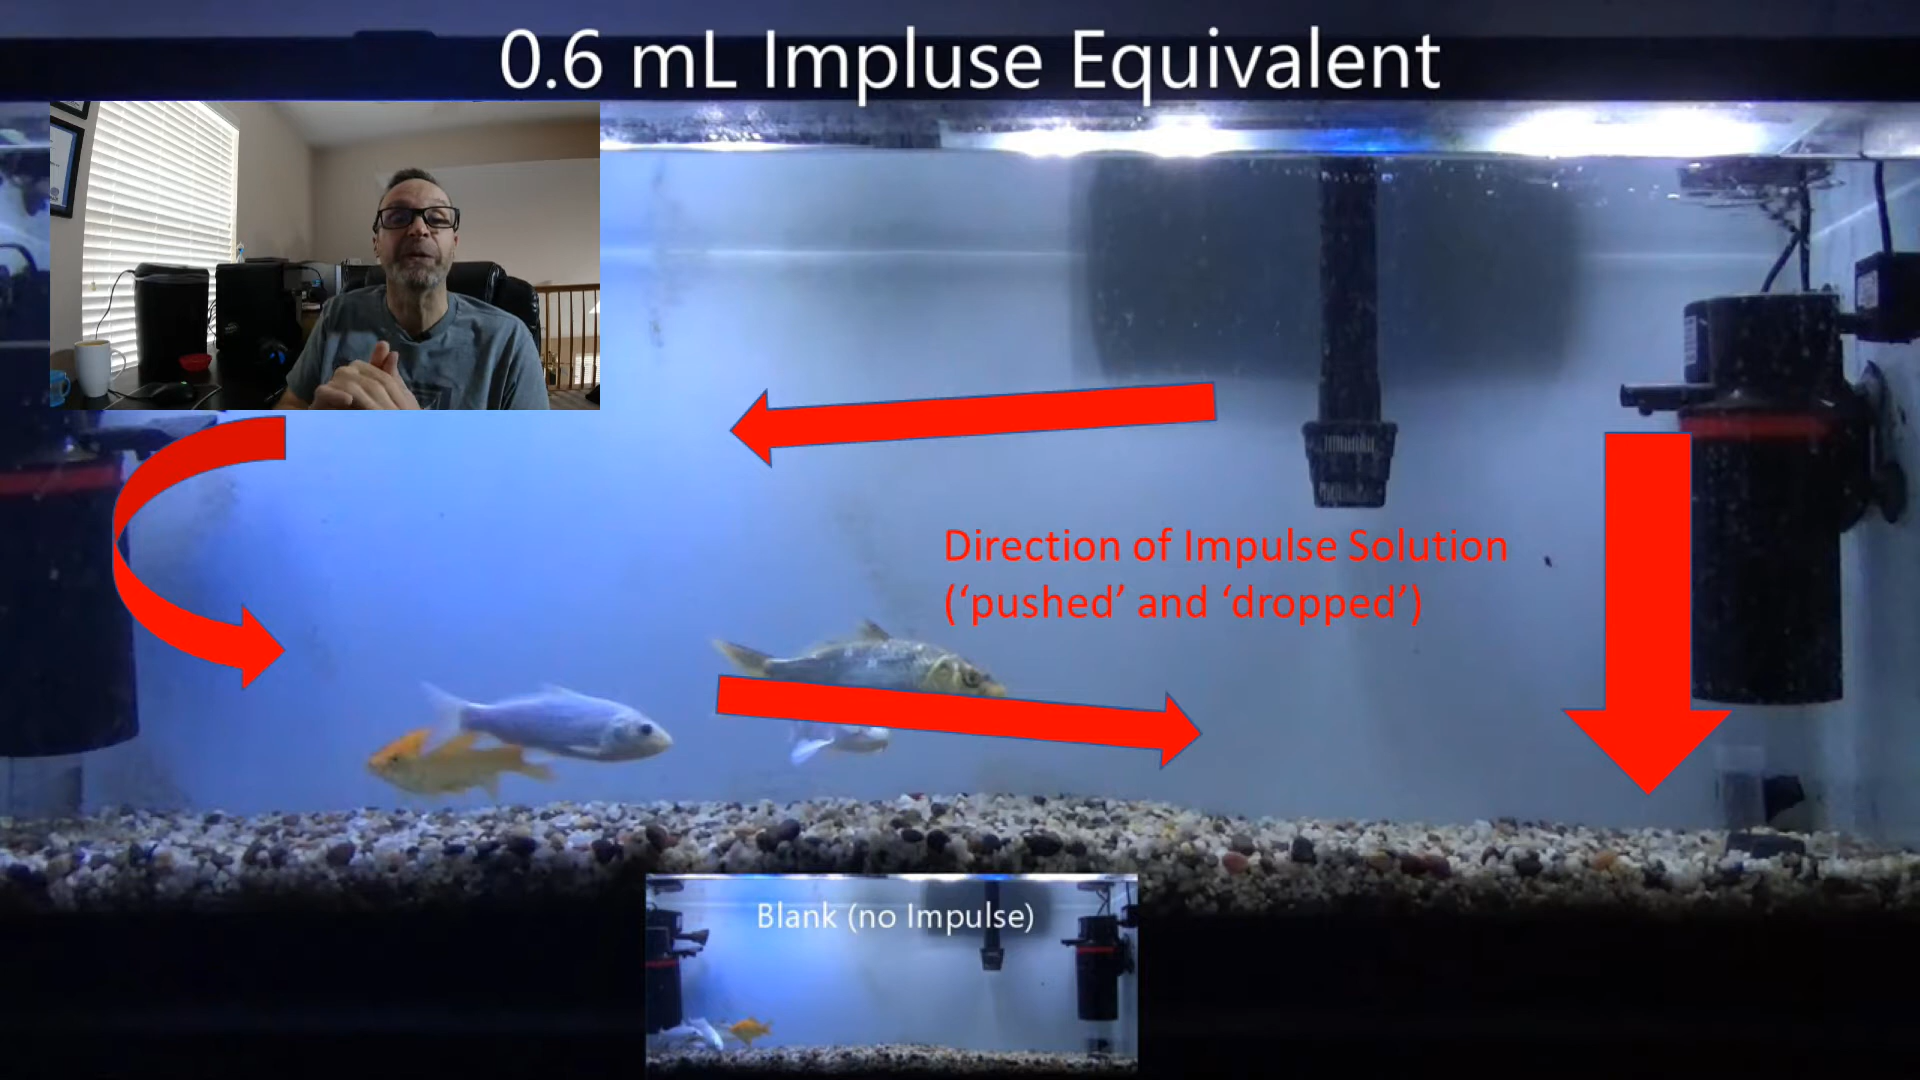 0.6 mL Impluse Equivalent
Direction of Impulse Solution
(‘pushed’ and ‘dropped’)
Blank (no Impulse)